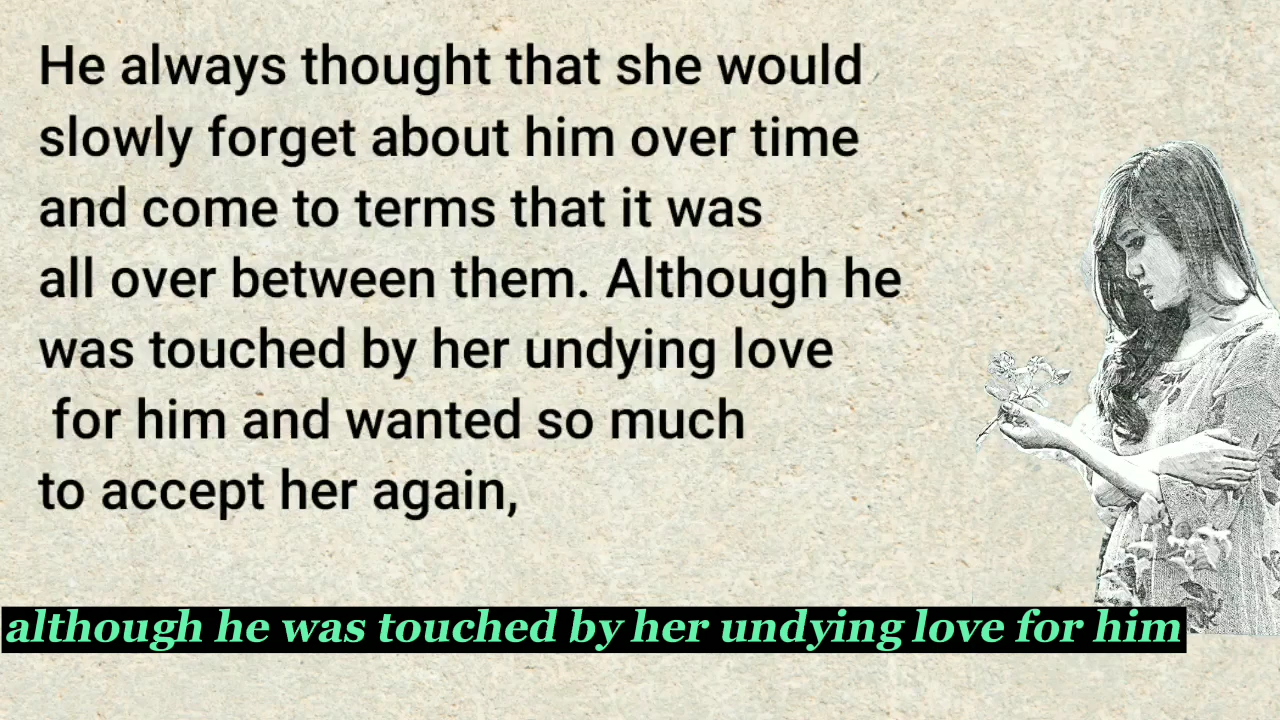 He always thought that she would
slowly forget about him over time
and come to terms that it was
all over between them. Although he
was touched by her undying love
for him and wanted so much
to accept her again,
although he was touched by her undying love for him